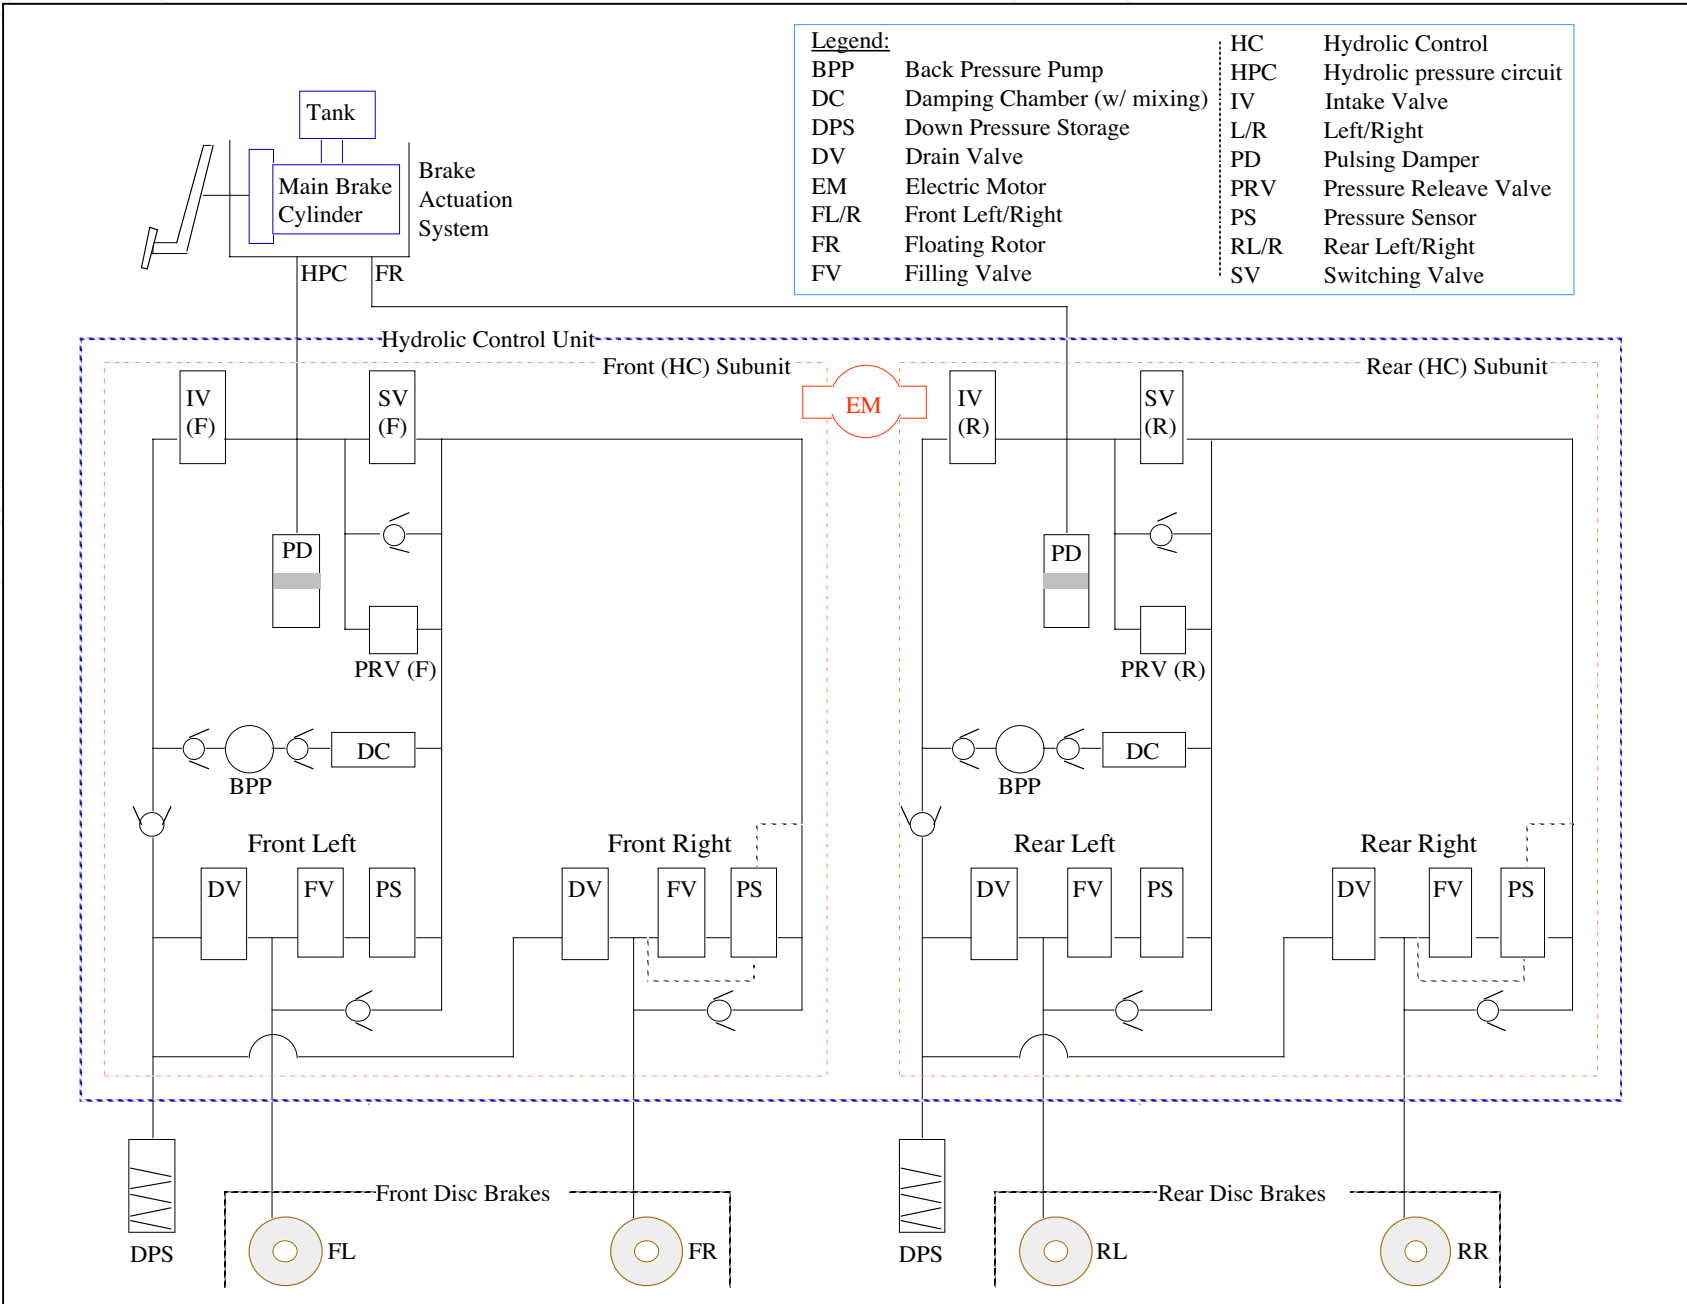 Legend:
BPP Back Pressure Pump
DC Damping Chamber (w/ mixing)
DPS Down Pressure Storage
DV Drain Valve
EM Electric Motor
FL/R Front Left/Right
FR Floating Rotor
FV Filling Valve
HC Hydrolic Control
HPC Hydrolic pressure circuit
IV Intake Valve
L/R Left/Right
PD Pulsing Damper
PRV Pressure Releave Valve
PS Pressure Sensor
RL/R Rear Left/Right
SV Switching Valve
Tank
Main Brake
Cylinder
Brake
Actuation
System
HPC FR
Hydrolic Control Unit
Front (HC) Subunit
IV
(F)
SV
(F)
PD
PRV (F)
BPP
DC
Front Left
DV FV PS
Front Right
DV FV PS
EM
Rear (HC) Subunit
IV
(R)
SV
(R)
PD
PRV (R)
BPP
DC
Rear Left
DV FV PS
Rear Right
DV FV PS
DPS
Front Disc Brakes
FL
FR
DPS
Rear Disc Brakes
RL
RR